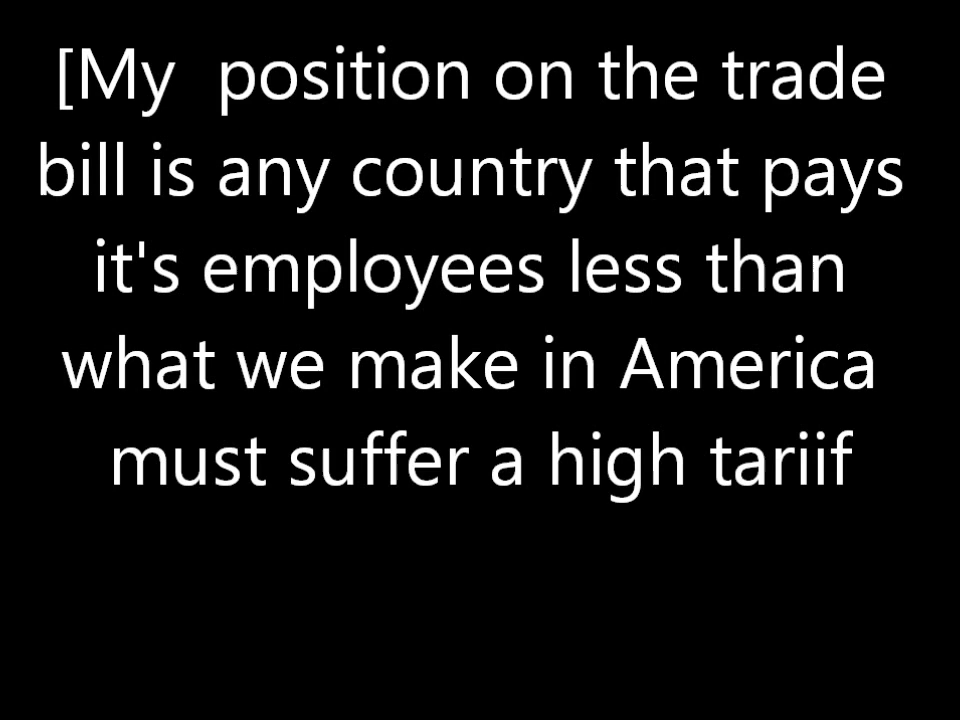 [My  position on the trade
bill is any country that pays
it's employees less than
what we make in America
must suffer a high tariif